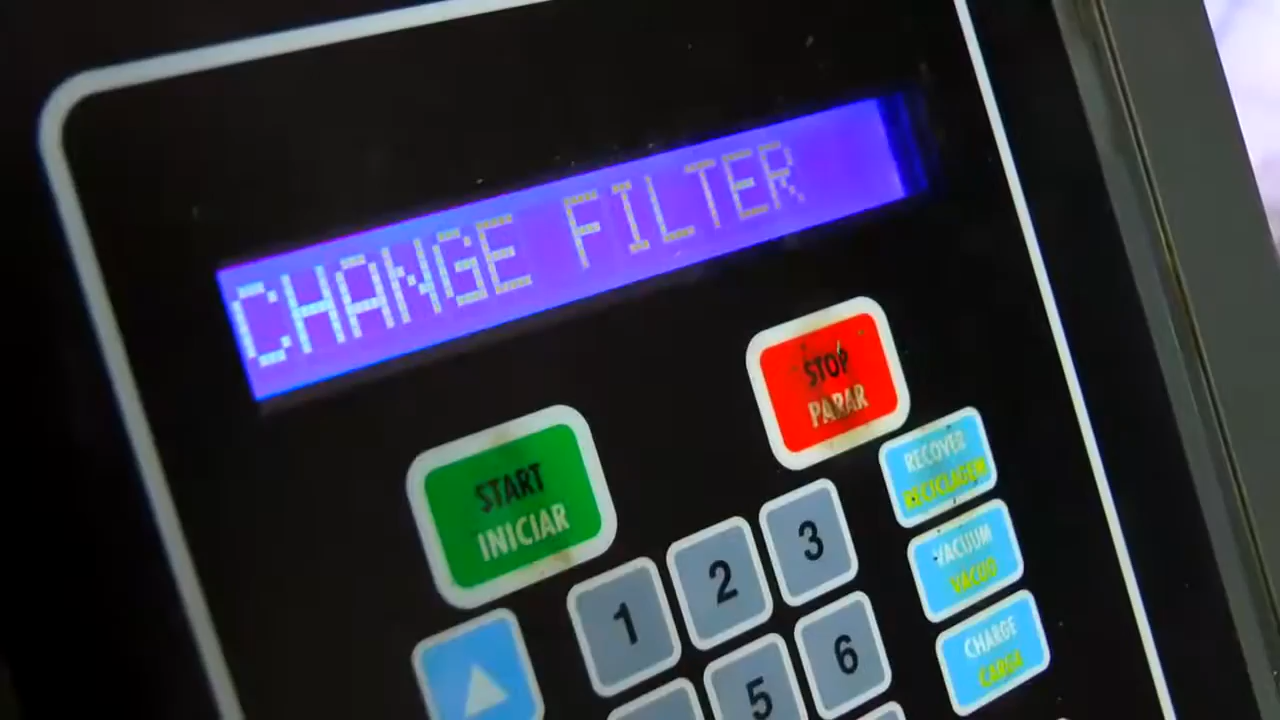 CHANGE FILTER
STOP
PARAR
START
INICIAR
RECOVER
RECICLAGEM
VACUUM
VACUO
CHARGE
CARGA
1
2
3
5
6